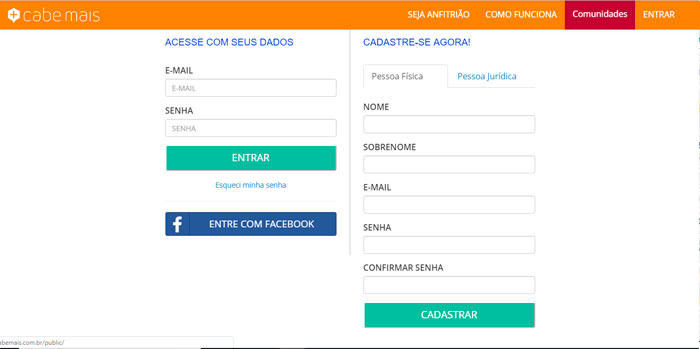 cabe mais
SEJA ANFITRIÃO COMO FUNCIONA Comunidades ENTRAR
ACESSE COM SEUS DADOS
E-MAIL
E-MAIL
SENHA
SENHA
ENTRAR
Esqueci minha senha
f ENTRE COM FACEBOOK
CADASTRE-SE AGORA!
Pessoa Física Pessoa Jurídica
NOME
SOBRENOME
E-MAIL
SENHA
CONFIRMAR SENHA
CADASTRAR
abemais.com.br/public/